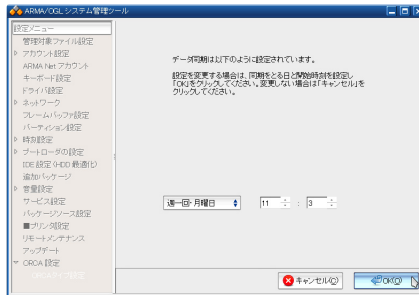 ARMA/OGL システム管理ツール
設定メニュー
管理対象ファイル設定
アカウント設定
ARMA Net アカウント
キーボード設定
ドライバ設定
ネットワーク
フレームバッファ設定
パーティション設定
時刻設定
ブートローダの設定
IDE 設定 (HDD 最適化)
追加パッケージ
音量設定
サービス設定
パッケージソース設定
■プリンタ設定
リモートメンテナンス
アップデート
ORCA 設定
データ同期は以下のように設定されています。
設定を変更する場合は、同期をとる日と開始時刻を設定し
「OK」をクリックしてください。変更しない場合は「キャンセル」を
クリックしてください。
週一回-月曜日 11 : 3
キャンセル(C) OK(O)